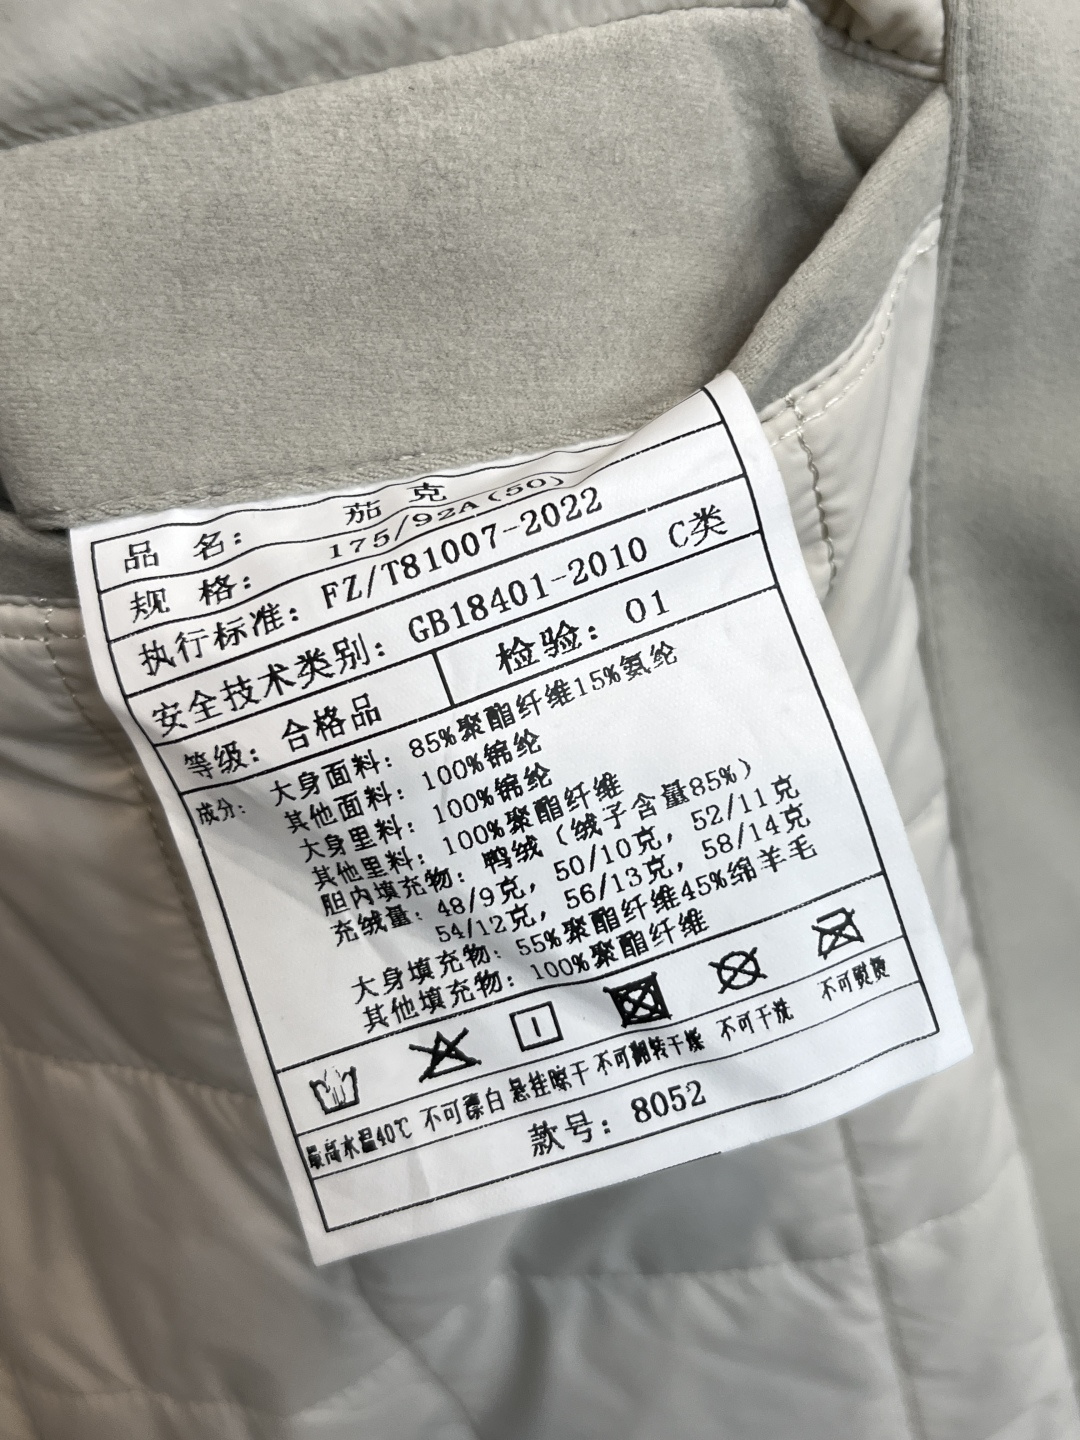 品 名: 茄 克
规 格: 175/92A(50)
执行标准: FZ/T81007-2022
安全技术类别: GB18401-2010 C类
等级: 合格品 检验: 01
成分: 大身面料: 85%聚酯纤维15%氨纶
其他面料: 100%锦纶
大身里料: 100%锦纶
其他里料: 100%聚酯纤维
胆内填充物: 鸭绒(绒子含量85%)
充绒量: 48/9克, 50/10克, 52/11克
54/12克, 56/13克, 58/14克
大身填充物: 55%聚酯纤维45%绵羊毛
其他填充物: 100%聚酯纤维
最高水温40℃ 不可漂白 悬挂晾干 不可翻转干燥 不可干洗 不可熨烫
款号: 8052